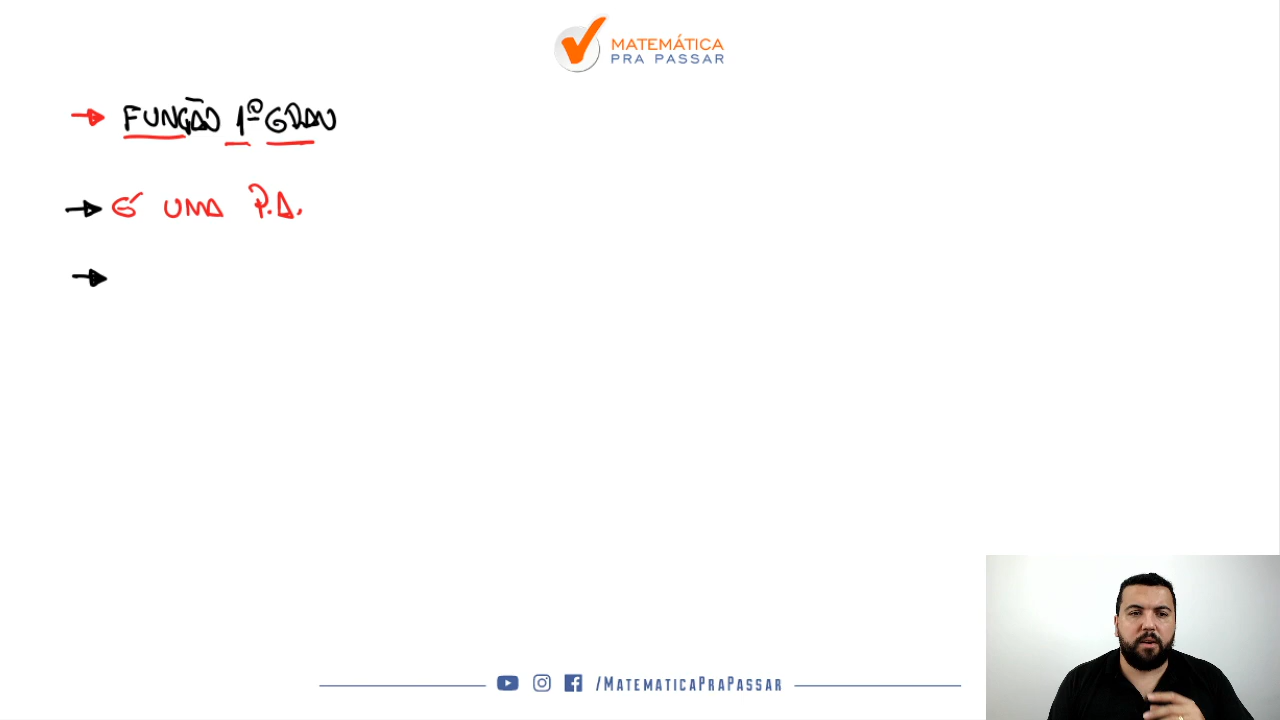 MATEMÁTICA
PRA PASSAR
FUNÇÃO 1º GRAU
É UMA P.A.
/MATEMATICAPRAPASSAR